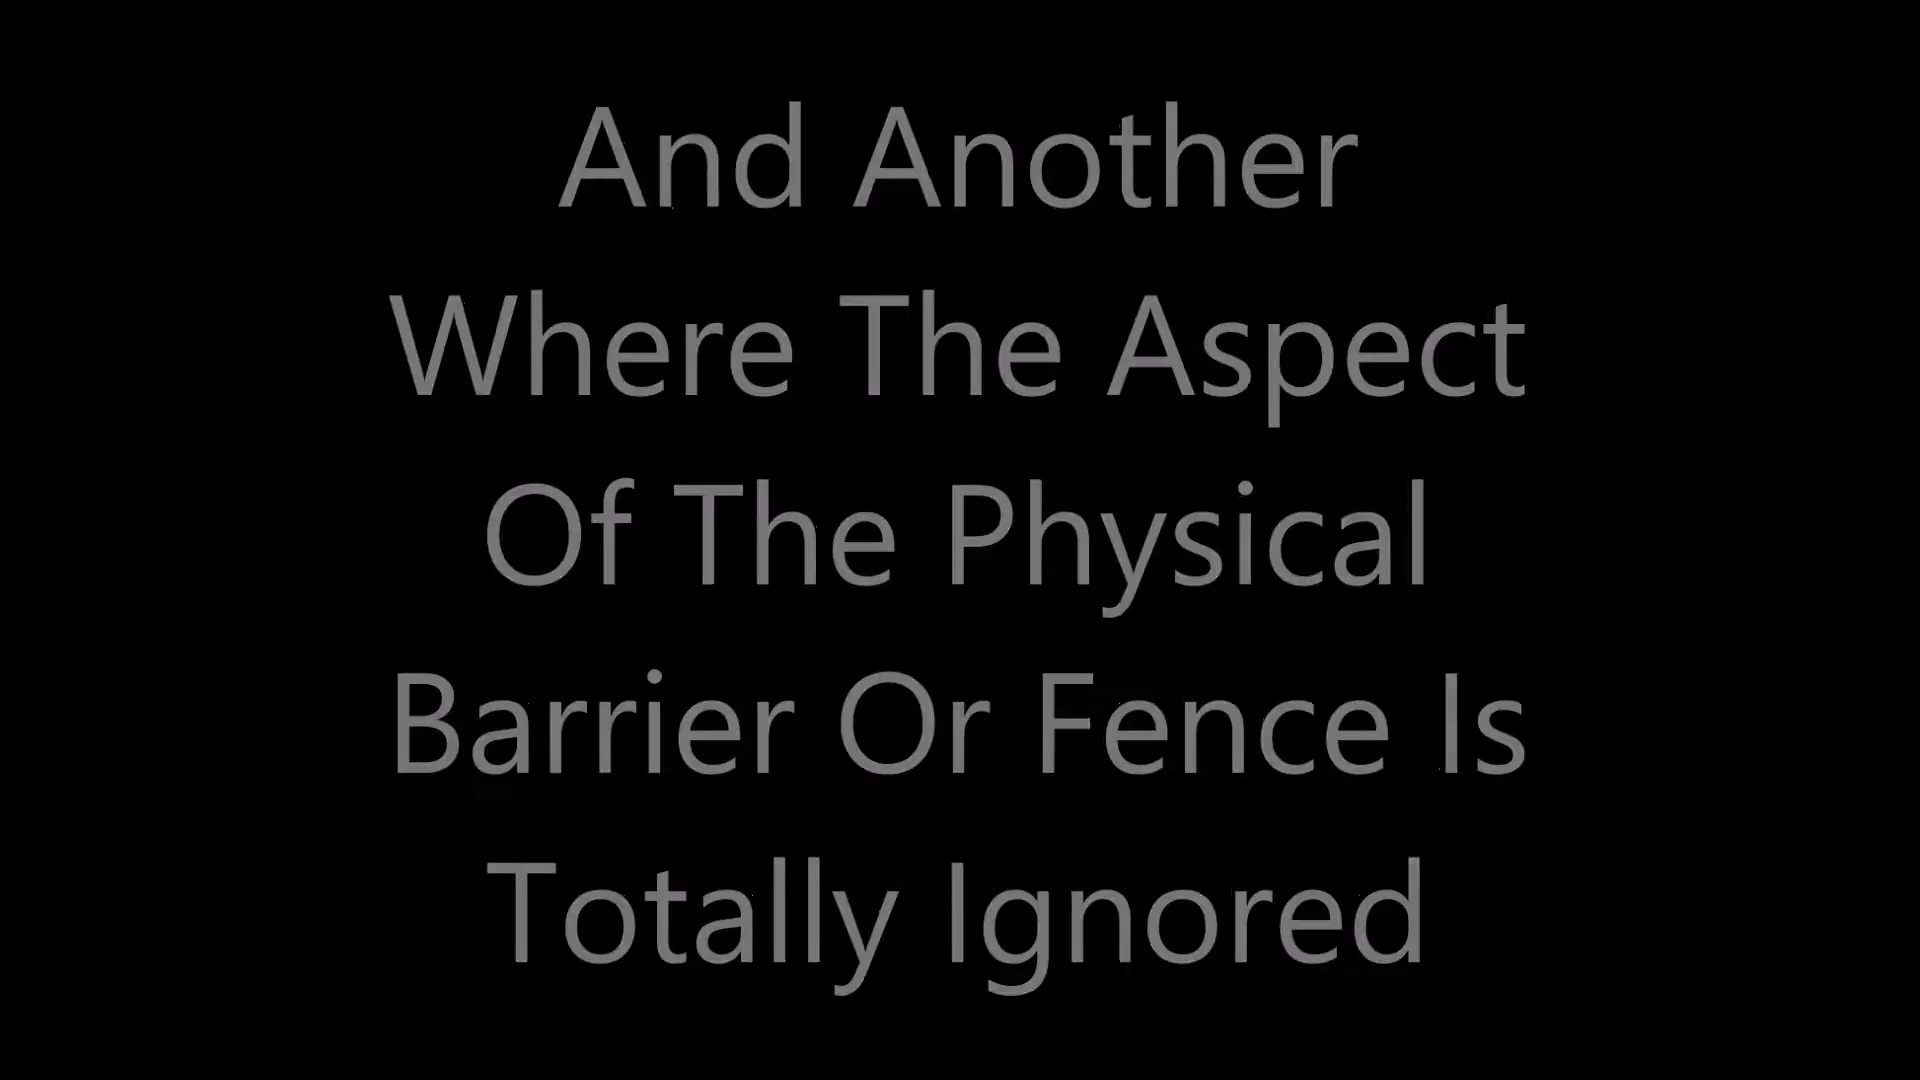 And Another
Where The Aspect
Of The Physical
Barrier Or Fence Is
Totally Ignored